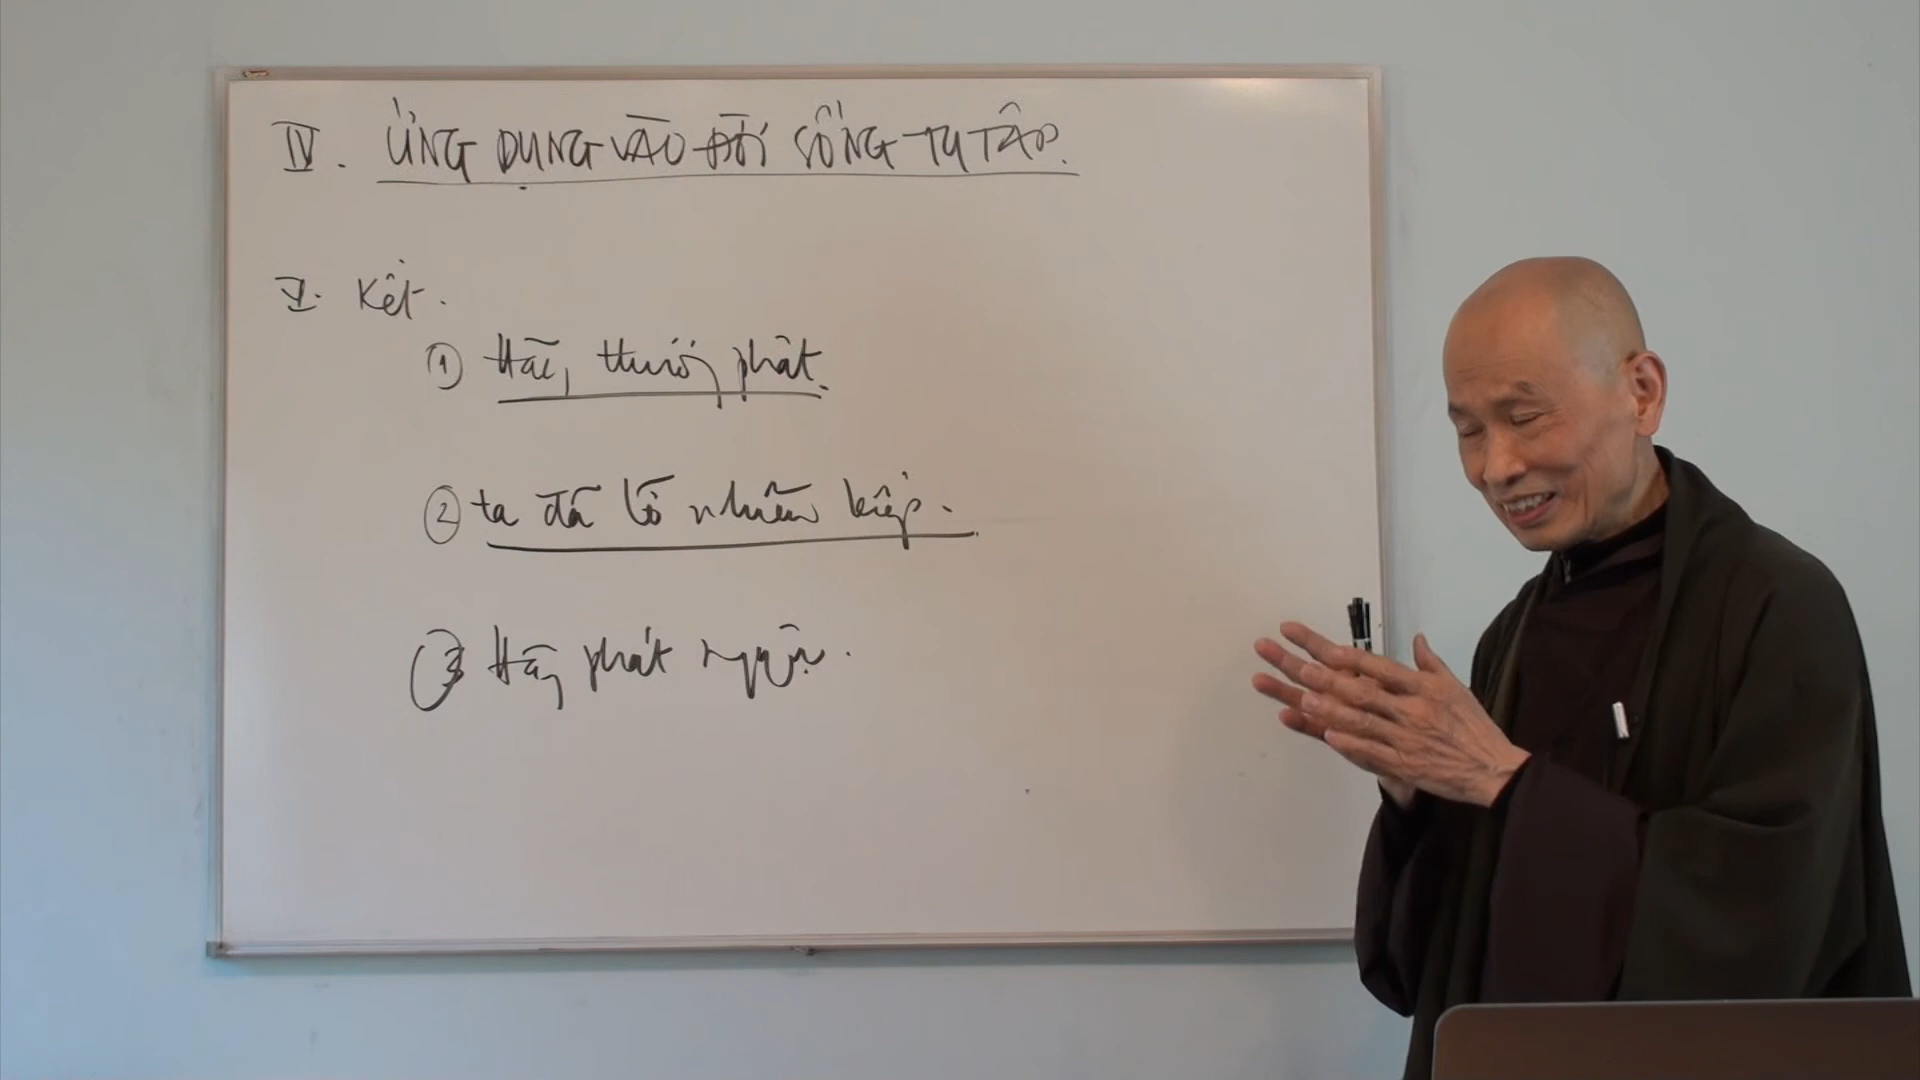 IV. ỨNG DỤNG VÀO ĐỜI SỐNG TU TẬP.
V. Kết.
① Hãy thương phật.
② ta đã bỏ nhiều kiếp.
③ Hãy phát nguyện.